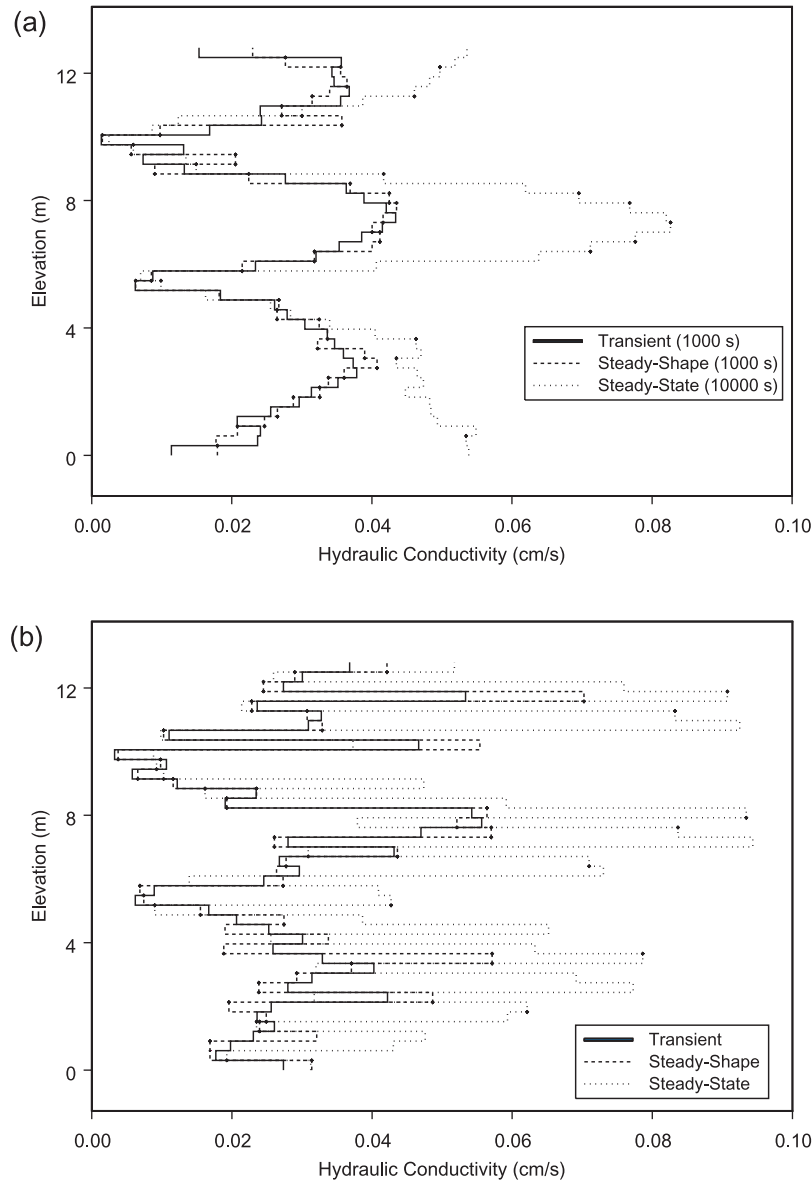 (a)
12
8
4
0
Elevation (m)
Transient (1000 s)
Steady-Shape (1000 s)
Steady-State (10000 s)
0.00 0.02 0.04 0.06 0.08 0.10
Hydraulic Conductivity (cm/s)
(b)
12
8
4
0
Elevation (m)
Transient
Steady-Shape
Steady-State
0.00 0.02 0.04 0.06 0.08 0.10
Hydraulic Conductivity (cm/s)